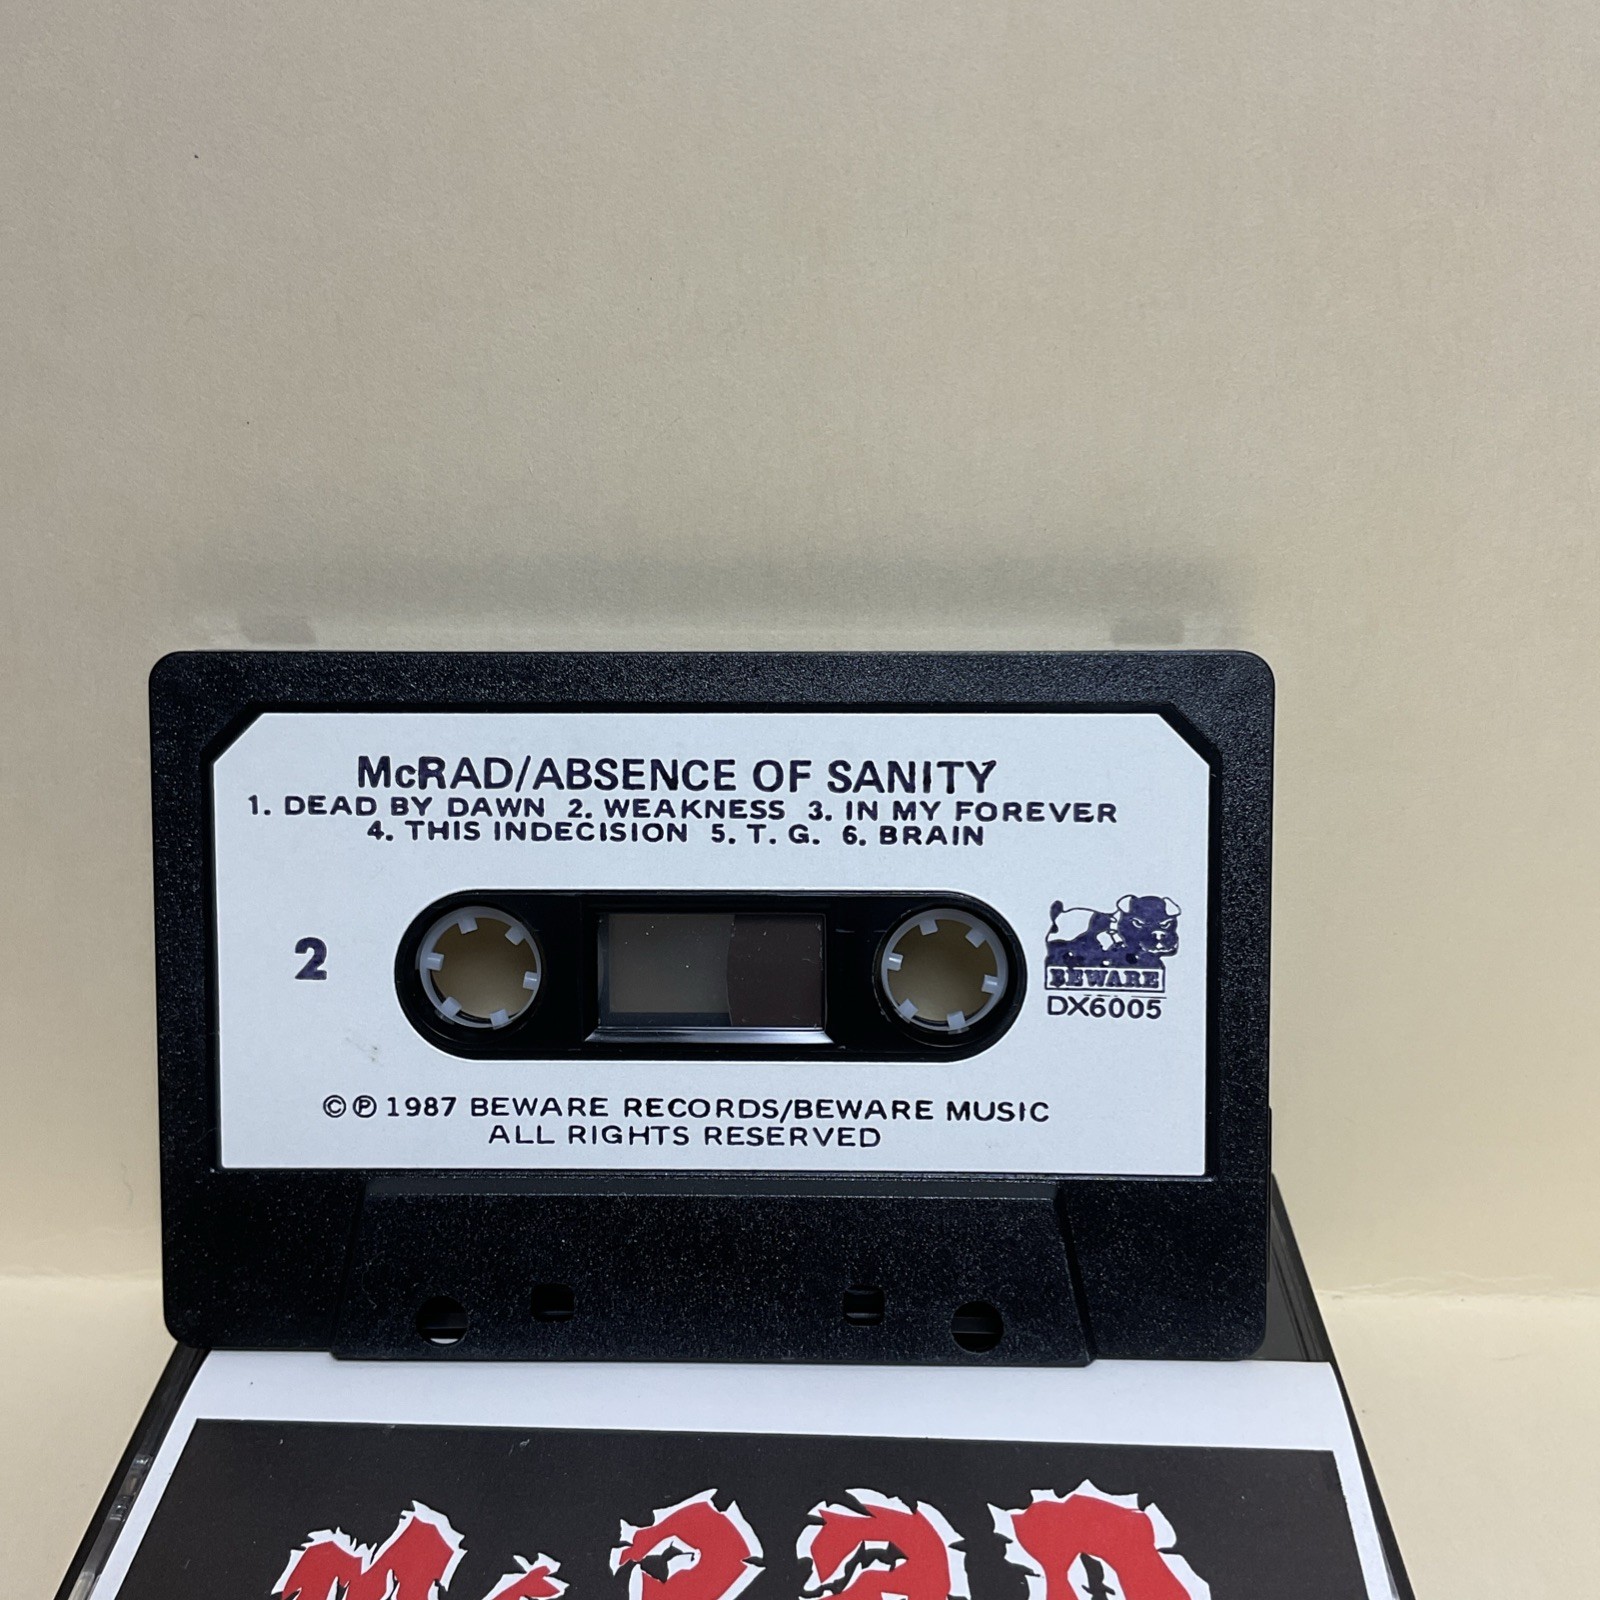 McRAD/ABSENCE OF SANITY
1. DEAD BY DAWN 2. WEAKNESS 3. IN MY FOREVER
4. THIS INDECISION 5. T. G. 6. BRAIN
2
BEWARE
DX6005
©℗ 1987 BEWARE RECORDS/BEWARE MUSIC
ALL RIGHTS RESERVED
McRAD